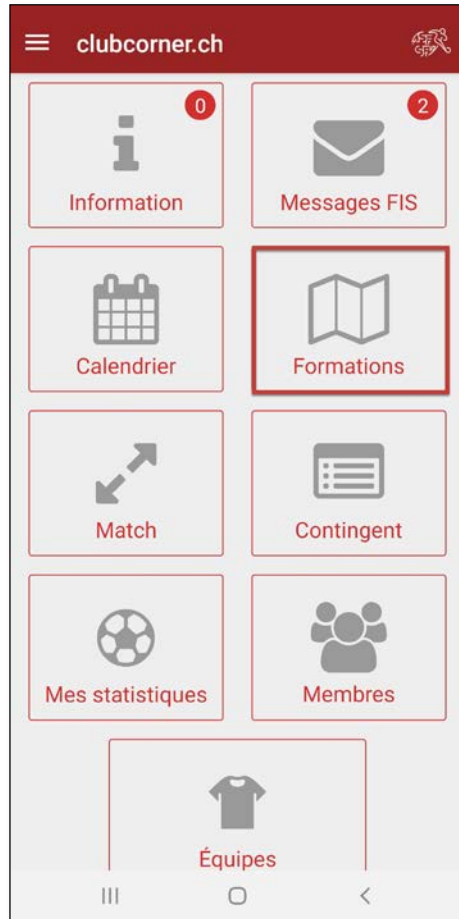 clubcorner.ch
0
2
Information
Messages FIS
Calendrier
Formations
Match
Contingent
Mes statistiques
Membres
Équipes